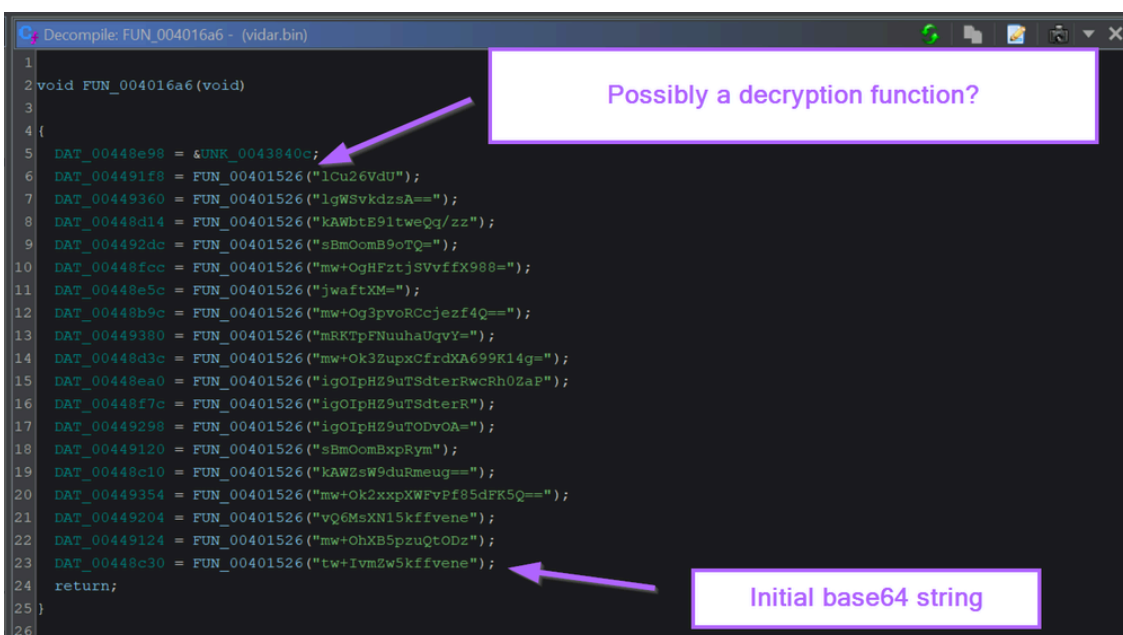 Decompile: FUN_004016a6 - (vidar.bin)
1
2 void FUN_004016a6(void)
3
4 {
5 DAT_00448e98 = &UNK_0043840c;
6 DAT_004491f8 = FUN_00401526("lCu26VdU");
7 DAT_00449360 = FUN_00401526("lgWSvkdzsA==");
8 DAT_00448d14 = FUN_00401526("kAWbtE91tweQq/zz");
9 DAT_004492dc = FUN_00401526("sBmOomB9oTQ=");
10 DAT_00448fcc = FUN_00401526("mw+OgHFztjSVvffX988=");
11 DAT_00448e5c = FUN_00401526("jwaftXM=");
12 DAT_00448b9c = FUN_00401526("mw+Og3pvoRCcjezf4Q==");
13 DAT_00449380 = FUN_00401526("mRKTpFNuuhaUqvY=");
14 DAT_00448d3c = FUN_00401526("mw+Ok3ZupxCfrdXA699K14g=");
15 DAT_00448ea0 = FUN_00401526("igOIpHZ9uTSdterRwcRh0ZaP");
16 DAT_00448f7c = FUN_00401526("igOIpHZ9uTSdterR");
17 DAT_00449298 = FUN_00401526("igOIpHZ9uTODvOA=");
18 DAT_00449120 = FUN_00401526("sBmOomBxpRym");
19 DAT_00448c10 = FUN_00401526("kAWZsW9duRmeug==");
20 DAT_00449354 = FUN_00401526("mw+Ok2xxpXWFvPf85dFK5Q==");
21 DAT_00449204 = FUN_00401526("vQ6MsXN15kffvene");
22 DAT_00449124 = FUN_00401526("mw+OhXB5pzuQtODz");
23 DAT_00448c30 = FUN_00401526("tw+IvmZw5kffvene");
24 return;
25 }
26
Possibly a decryption function?
Initial base64 string